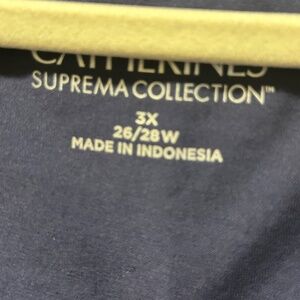 CATHERINES
SUPREMA COLLECTION™
3X
26/28W
MADE IN INDONESIA